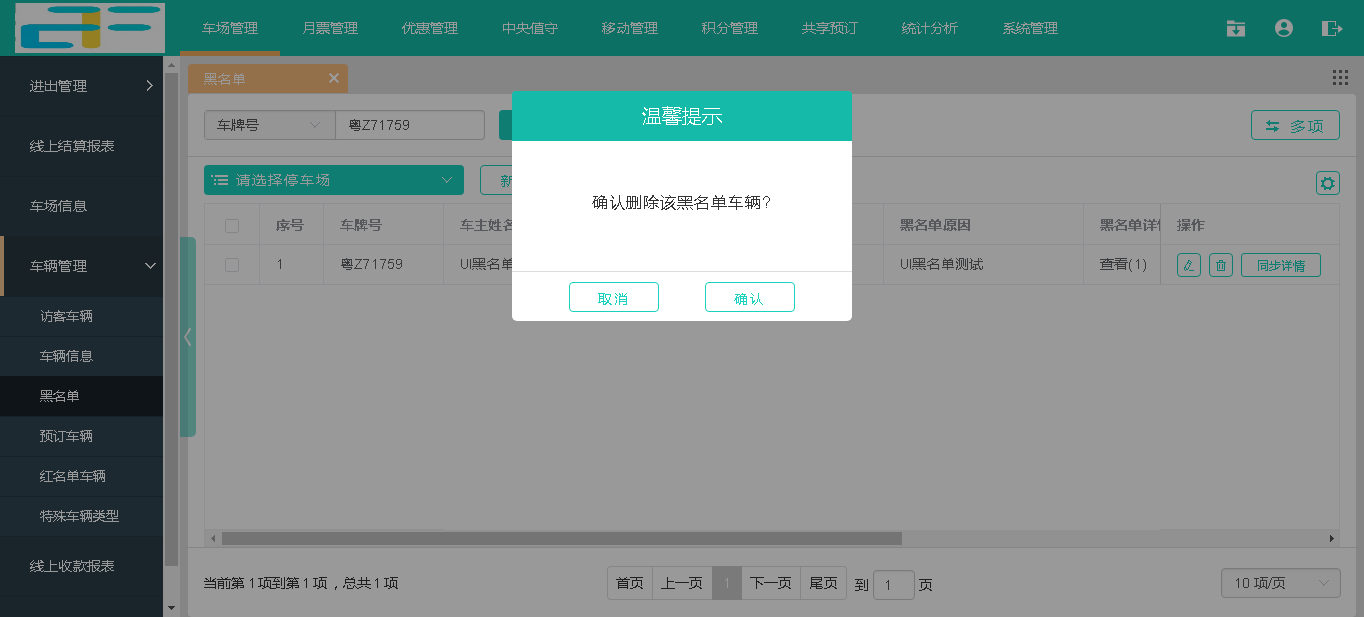 车场管理 月票管理 优惠管理 中央值守 移动管理 积分管理 共享预订 统计分析 系统管理
进出管理
线上结算报表
车场信息
车辆管理
访客车辆
车辆信息
黑名单
预订车辆
红名单车辆
特殊车辆类型
线上收款报表
黑名单
车牌号 粤Z71759 多项
请选择停车场 新
序号 车牌号 车主姓名 黑名单原因 黑名单详情 操作
1 粤Z71759 UI黑名单 UI黑名单测试 查看(1) 同步详情
温馨提示
确认删除该黑名单车辆?
取消 确认
当前第 1 项到第 1 项，总共 1 项 首页 上一页 1 下一页 尾页 到 1 页 10 项/页